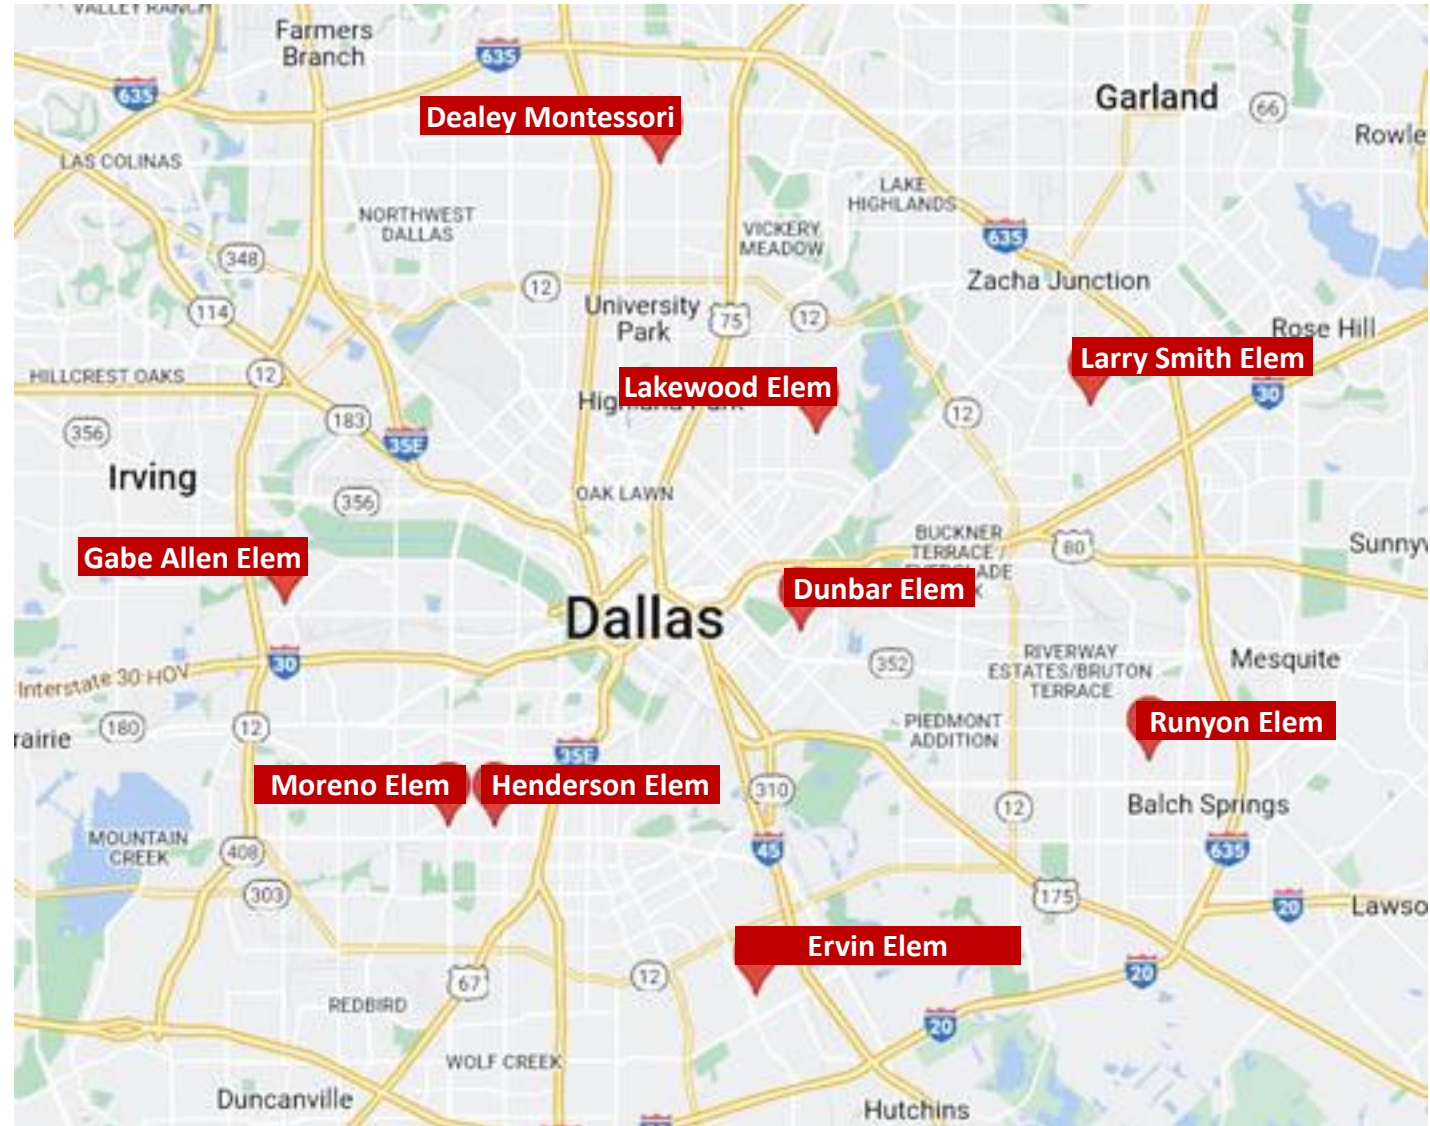 VALLEY RANCH
Farmers
Branch
635
635
Garland
66
Dealey Montessori
Rowle
LAS COLINAS
LAKE
HIGHLANDS
NORTHWEST
DALLAS
VICKERY
MEADOW
635
348
Zacha Junction
12
University
Park
114
75
12
Rose Hill
Larry Smith Elem
HILLCREST OAKS
12
Lakewood Elem
30
183
12
356
35E
Irving
OAK LAWN
356
BUCKNER
TERRACE /
Sunnyv
80
Gabe Allen Elem
Dunbar Elem
Dallas
30
352
RIVERWAY
ESTATES/BRUTON
TERRACE
Mesquite
Interstate 30 HOV
180
12
rairie
PIEDMONT
ADDITION
Runyon Elem
35E
Moreno Elem
Henderson Elem
310
12
Balch Springs
MOUNTAIN
CREEK
408
45
635
303
175
20
Lawso
Ervin Elem
67
12
20
REDBIRD
20
WOLF CREEK
Duncanville
Hutchins